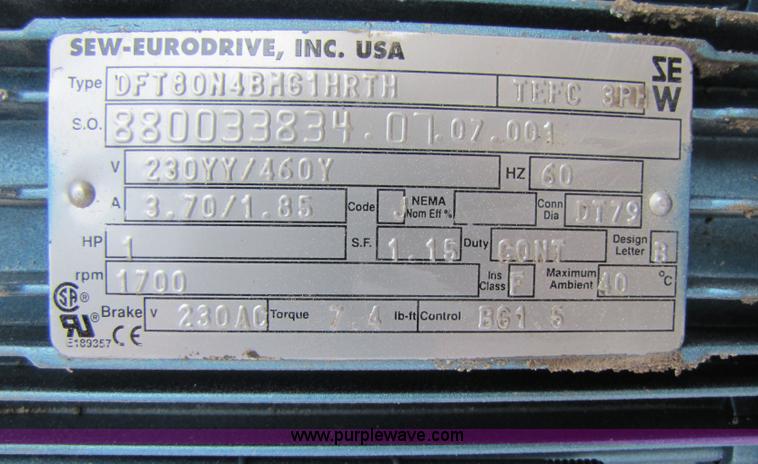 SEW-EURODRIVE, INC. USA
Type DFT80N4BMG1HRTH TEFC 3PH
SEW
S.O. 880033834.07.07.001
V 230YY/460Y HZ 60
A 3.70/1.85 Code J NEMA Nom Eff % Conn Dia DT79
HP 1 S.F. 1.15 Duty CONT Design Letter B
rpm 1700 Ins Class F Maximum Ambient 40 °C
Brake V 230AC Torque 7.4 lb-ft Control BG1.5
E189357 CE
www.purplewave.com